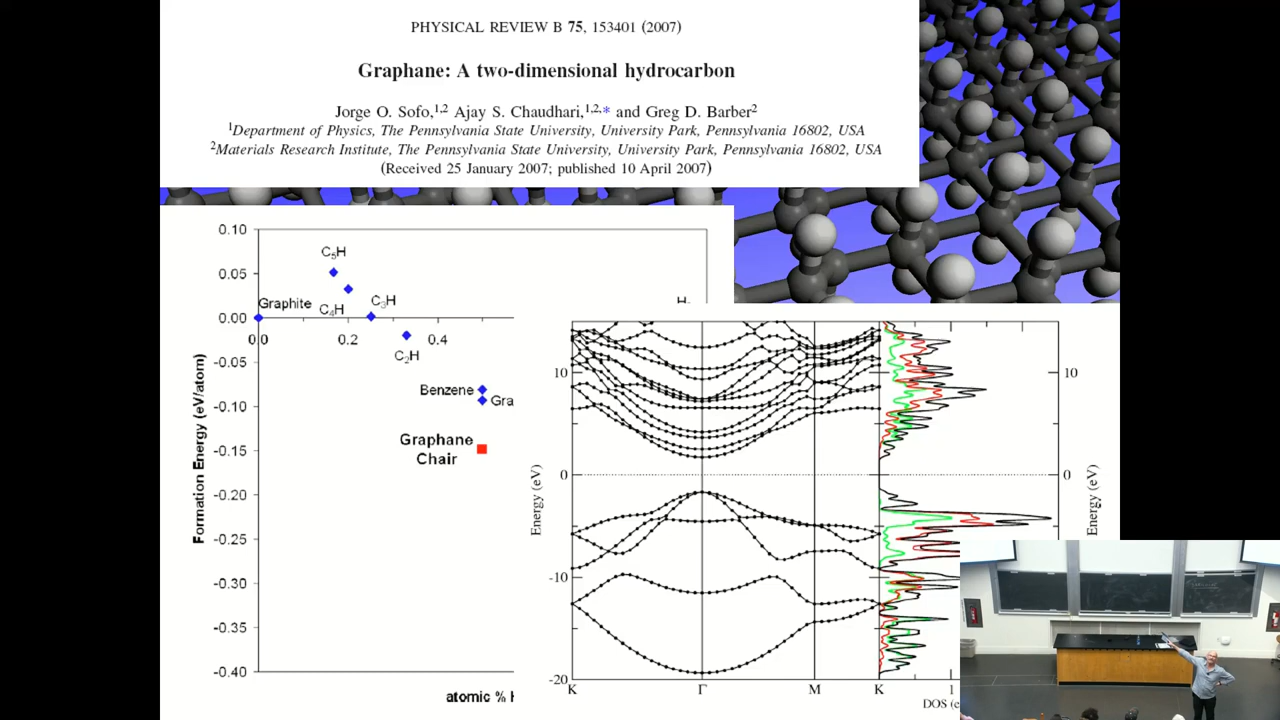 PHYSICAL REVIEW B 75, 153401 (2007)
Graphane: A two-dimensional hydrocarbon
Jorge O. Sofo,1,2 Ajay S. Chaudhari,1,2,* and Greg D. Barber2
1Department of Physics, The Pennsylvania State University, University Park, Pennsylvania 16802, USA
2Materials Research Institute, The Pennsylvania State University, University Park, Pennsylvania 16802, USA
(Received 25 January 2007; published 10 April 2007)
Formation Energy (eV/atom)
0.10
0.05
0.00
-0.05
-0.10
-0.15
-0.20
-0.25
-0.30
-0.35
-0.40
0.0
0.2
0.4
Graphite
C5H
C4H
C3H
C2H
Benzene
Gra
Graphane
Chair
H2
atomic % H
Energy (eV)
10
0
-10
-20
K
Γ
M
K
10
0
Energy (eV)
1
DOS (e